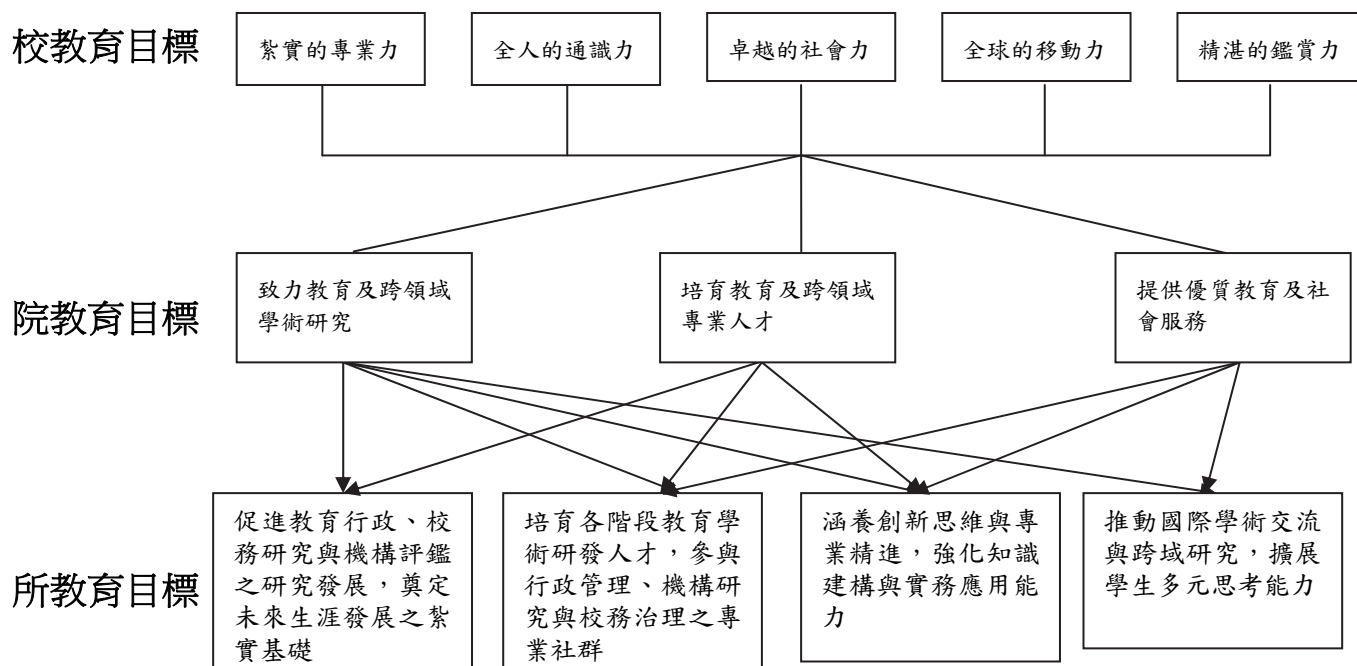 校教育目標
紮實的專業力
全人的通識力
卓越的社會力
全球的移動力
精湛的鑑賞力
院教育目標
致力教育及跨領域
學術研究
培育教育及跨領域
專業人才
提供優質教育及社
會服務
所教育目標
促進教育行政、校
務研究與機構評鑑
之研究發展，奠定
未來生涯發展之紮
實基礎
培育各階段教育學
術研發人才，參與
行政管理、機構研
究與校務治理之專
業社群
涵養創新思維與專
業精進，強化知識
建構與實務應用能
力
推動國際學術交流
與跨域研究，擴展
學生多元思考能力